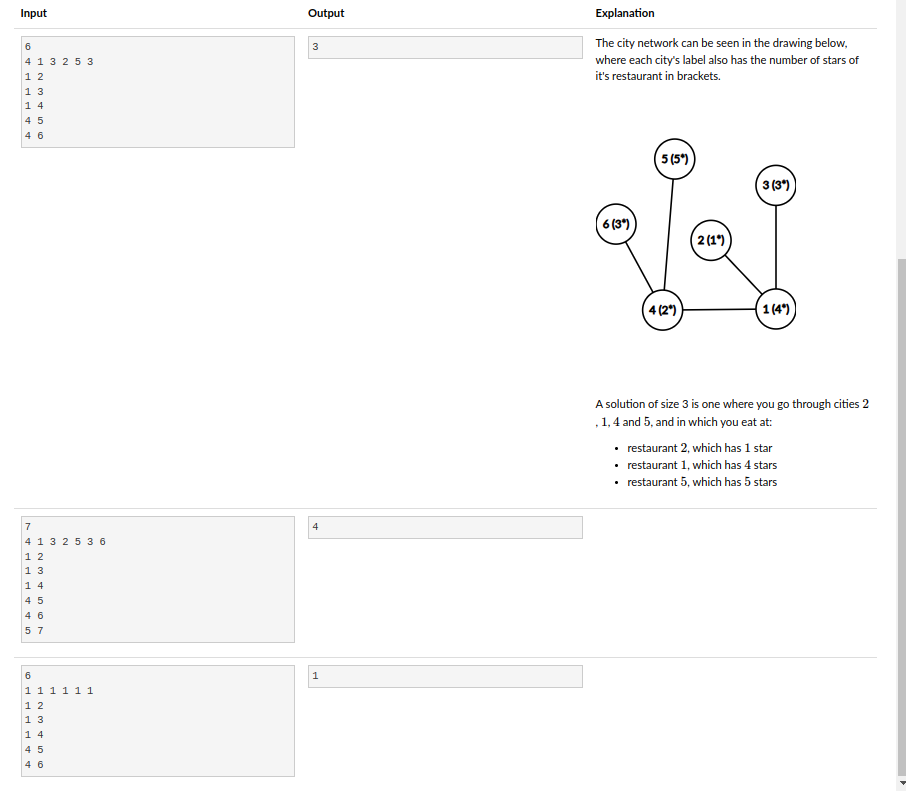 Input Output Explanation
6
4 1 3 2 5 3
1 2
1 3
1 4
4 5
4 6
3
The city network can be seen in the drawing below,
where each city's label also has the number of stars of
it's restaurant in brackets.
5 (5*)
3 (3*)
6 (3*)
2 (1*)
4 (2*)
1 (4*)
A solution of size 3 is one where you go through cities 2
, 1, 4 and 5, and in which you eat at:
• restaurant 2, which has 1 star
• restaurant 1, which has 4 stars
• restaurant 5, which has 5 stars
7
4 1 3 2 5 3 6
1 2
1 3
1 4
4 5
4 6
5 7
4
6
1 1 1 1 1 1
1 2
1 3
1 4
4 5
4 6
1